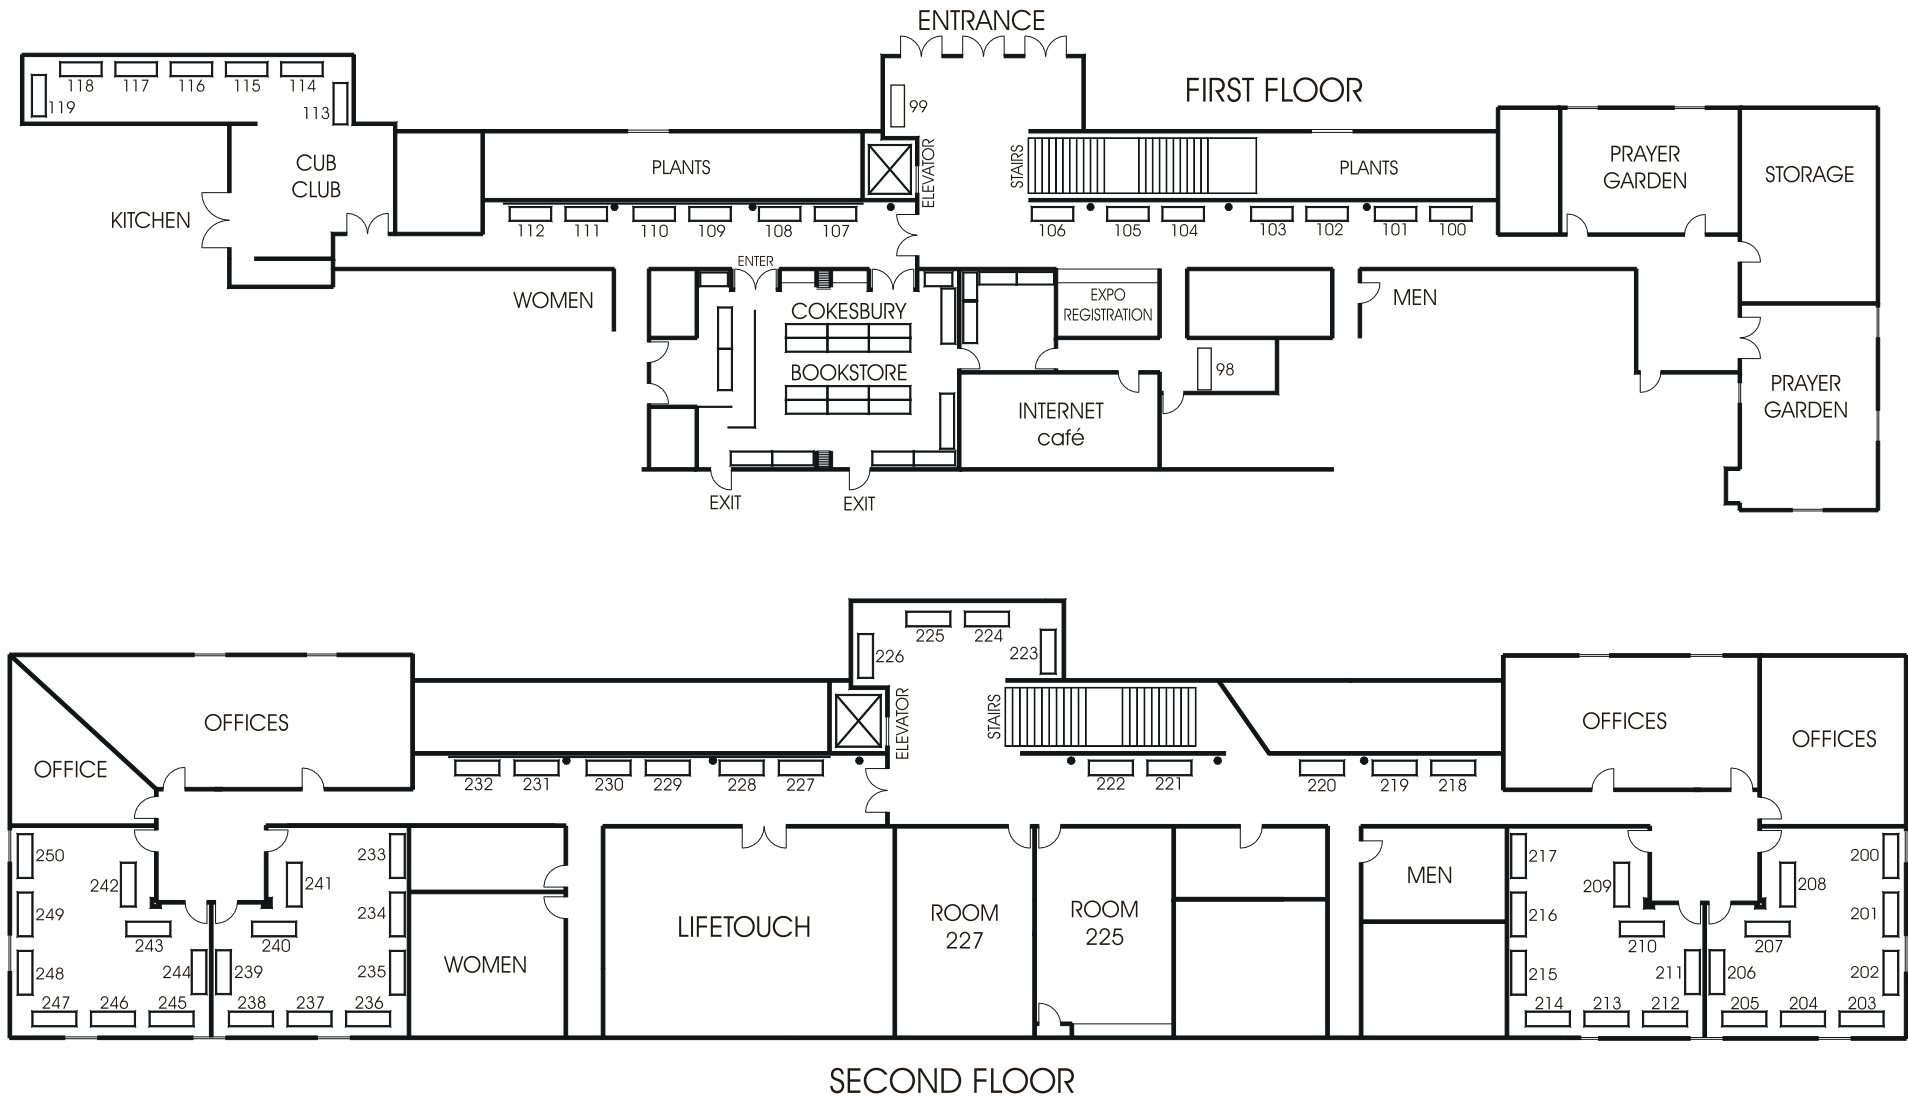 ENTRANCE
FIRST FLOOR
118 117 116 115 114
119
113
99
CUB
CLUB
KITCHEN
PLANTS
ELEVATOR
STAIRS
PLANTS
PRAYER
GARDEN
STORAGE
112 111 110 109 108 107
106 105 104 103 102 101 100
ENTER
WOMEN
COKESBURY
BOOKSTORE
EXPO
REGISTRATION
MEN
98
INTERNET
café
PRAYER
GARDEN
EXIT
EXIT
225 224
226
223
OFFICES
OFFICE
ELEVATOR
STAIRS
OFFICES
OFFICES
232 231 230 229 228 227
222 221 220 219 218
250
242
249
243
248
244
247 246 245
241
233
234
240
239
235
238 237 236
WOMEN
LIFETOUCH
ROOM
227
ROOM
225
MEN
217
209
216
210
215
211
214 213 212
200
208
201
207
206
202
205 204 203
SECOND FLOOR